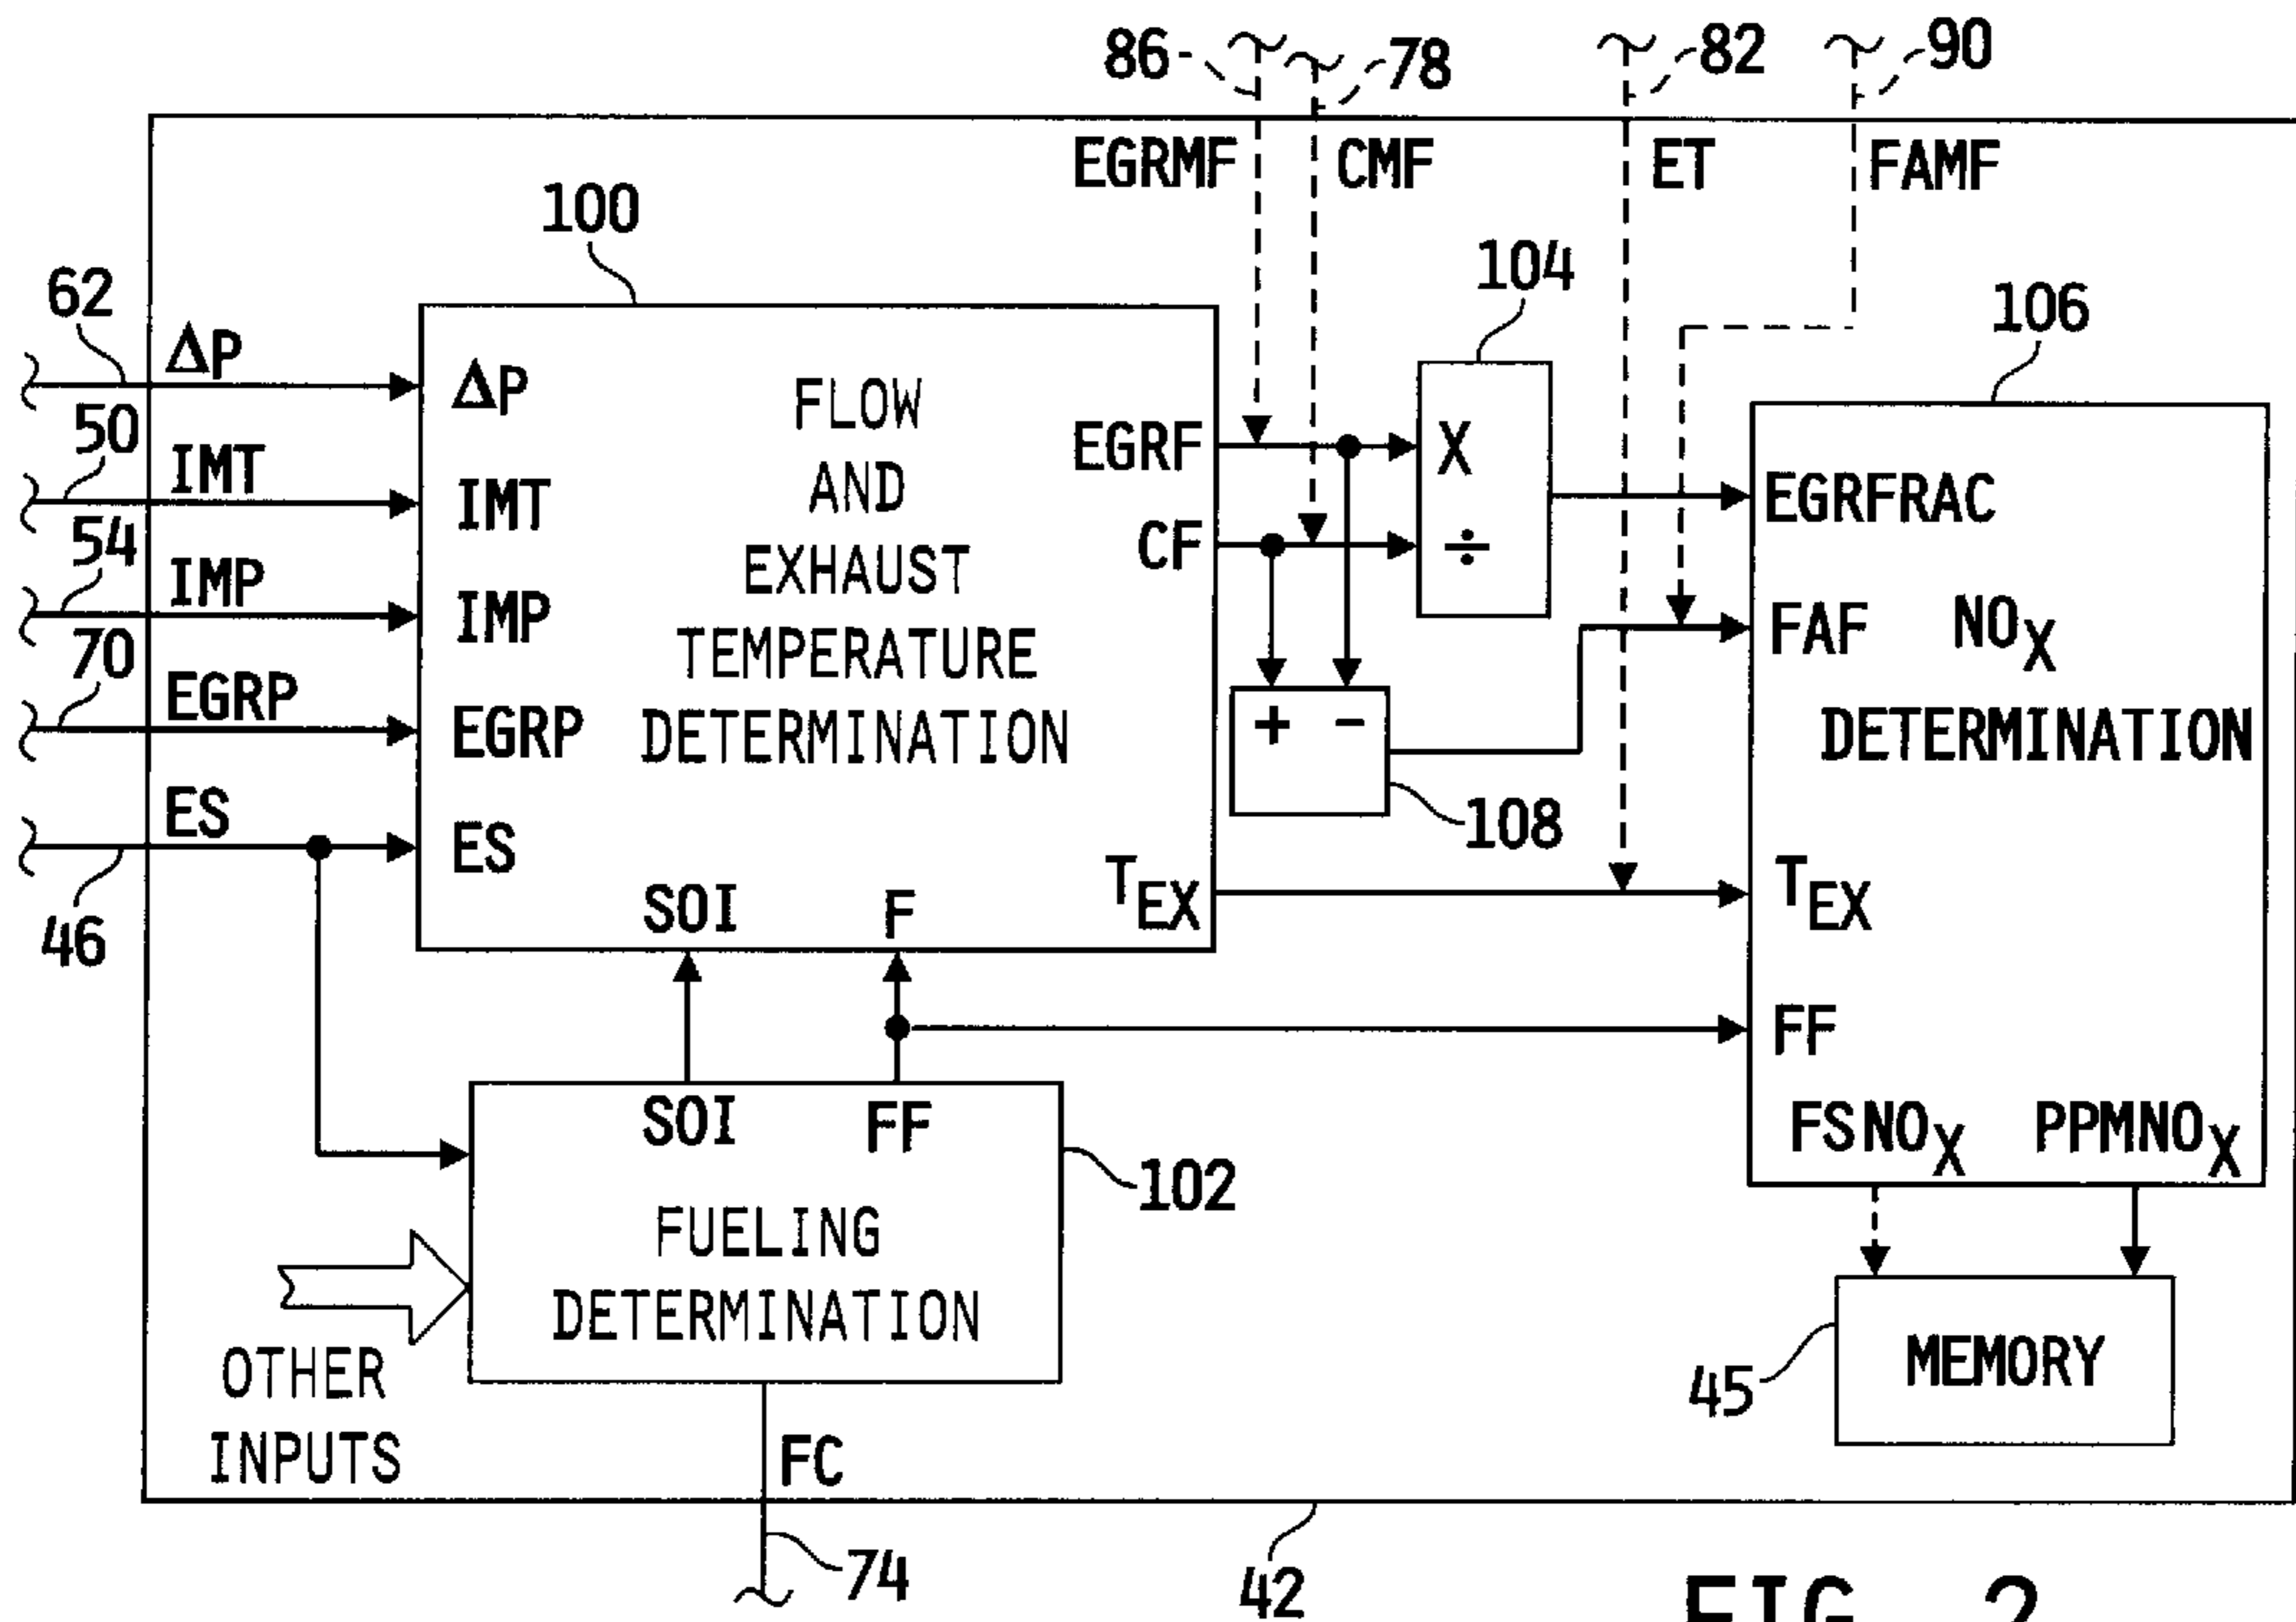 86
78
82
90
EGRMF
CMF
ET
FAMF
100
104
106
62
ΔP
50
IMT
54
IMP
70
EGRP
ES
46
ΔP
IMT
IMP
EGRP
ES
FLOW
AND
EXHAUST
TEMPERATURE
DETERMINATION
EGRF
CF
SOI
F
TEX
X
÷
+ -
108
EGRFRAC
FAF
NOX
DETERMINATION
TEX
FF
FSNOX
PPMNOX
SOI
FF
102
FUELING
DETERMINATION
OTHER
INPUTS
FC
74
42
45
MEMORY
FIG. 2